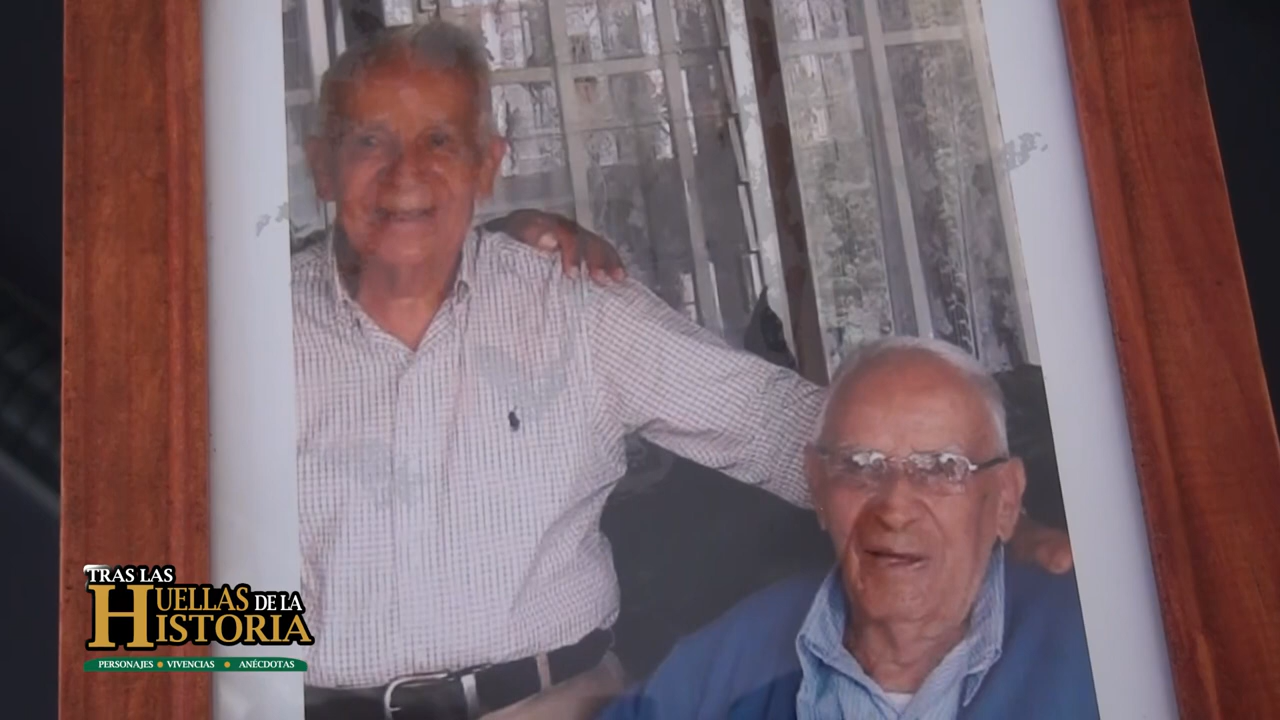 TRAS LAS
HUELLAS DE LA
HISTORIA
PERSONAJES • VIVENCIAS • ANÉCDOTAS